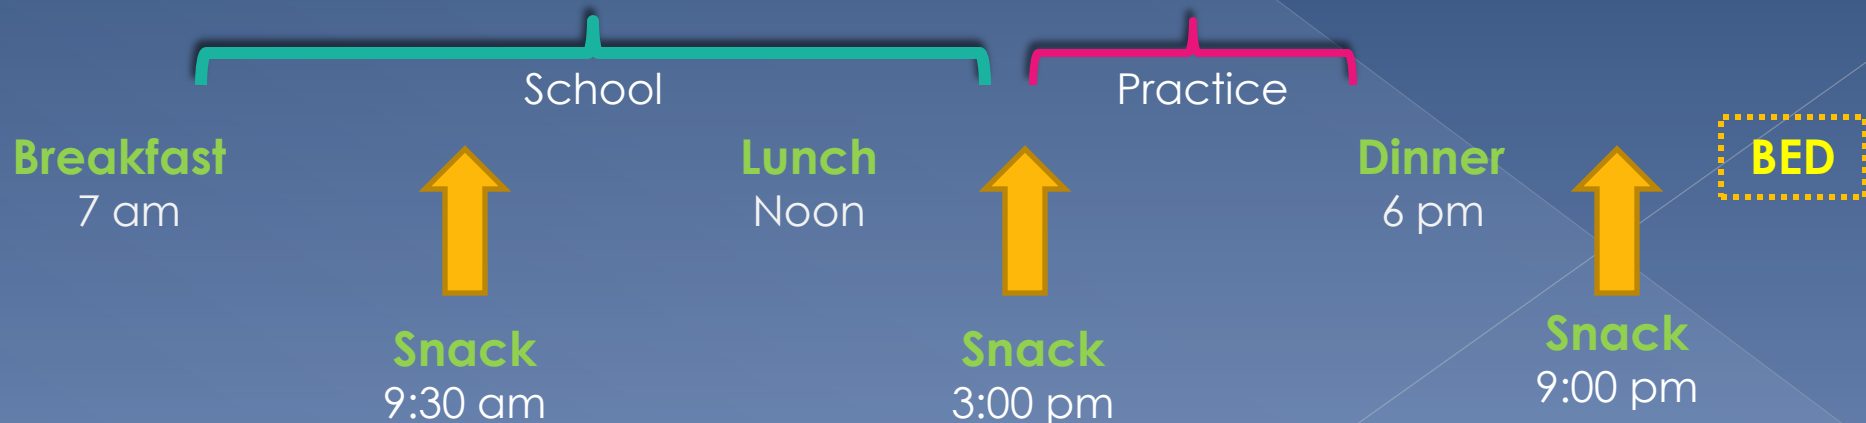 School
Practice
Breakfast
7 am
Lunch
Noon
Dinner
6 pm
BED
Snack
9:30 am
Snack
3:00 pm
Snack
9:00 pm